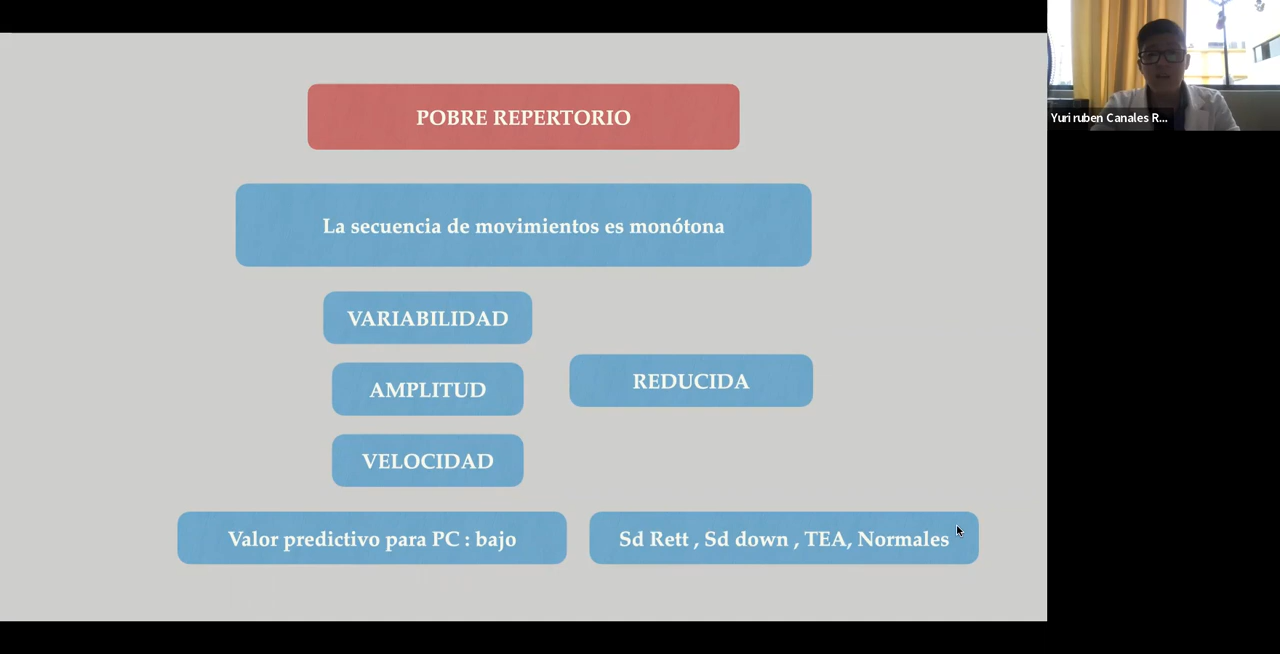 POBRE REPERTORIO
La secuencia de movimientos es monótona
VARIABILIDAD
AMPLITUD
REDUCIDA
VELOCIDAD
Valor predictivo para PC : bajo
Sd Rett , Sd down , TEA, Normales
Yuri ruben Canales R...